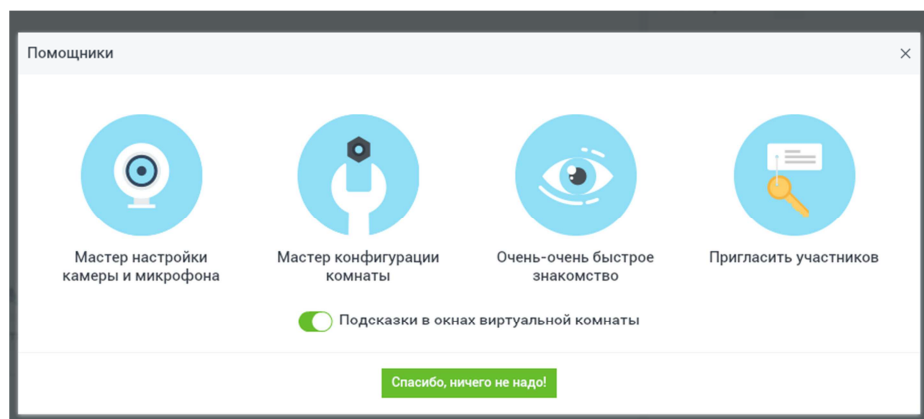 Помощники
Мастер настройки
камеры и микрофона
Мастер конфигурации
комнаты
Очень-очень быстрое
знакомство
Пригласить участников
Подсказки в окнах виртуальной комнаты
Спасибо, ничего не надо!